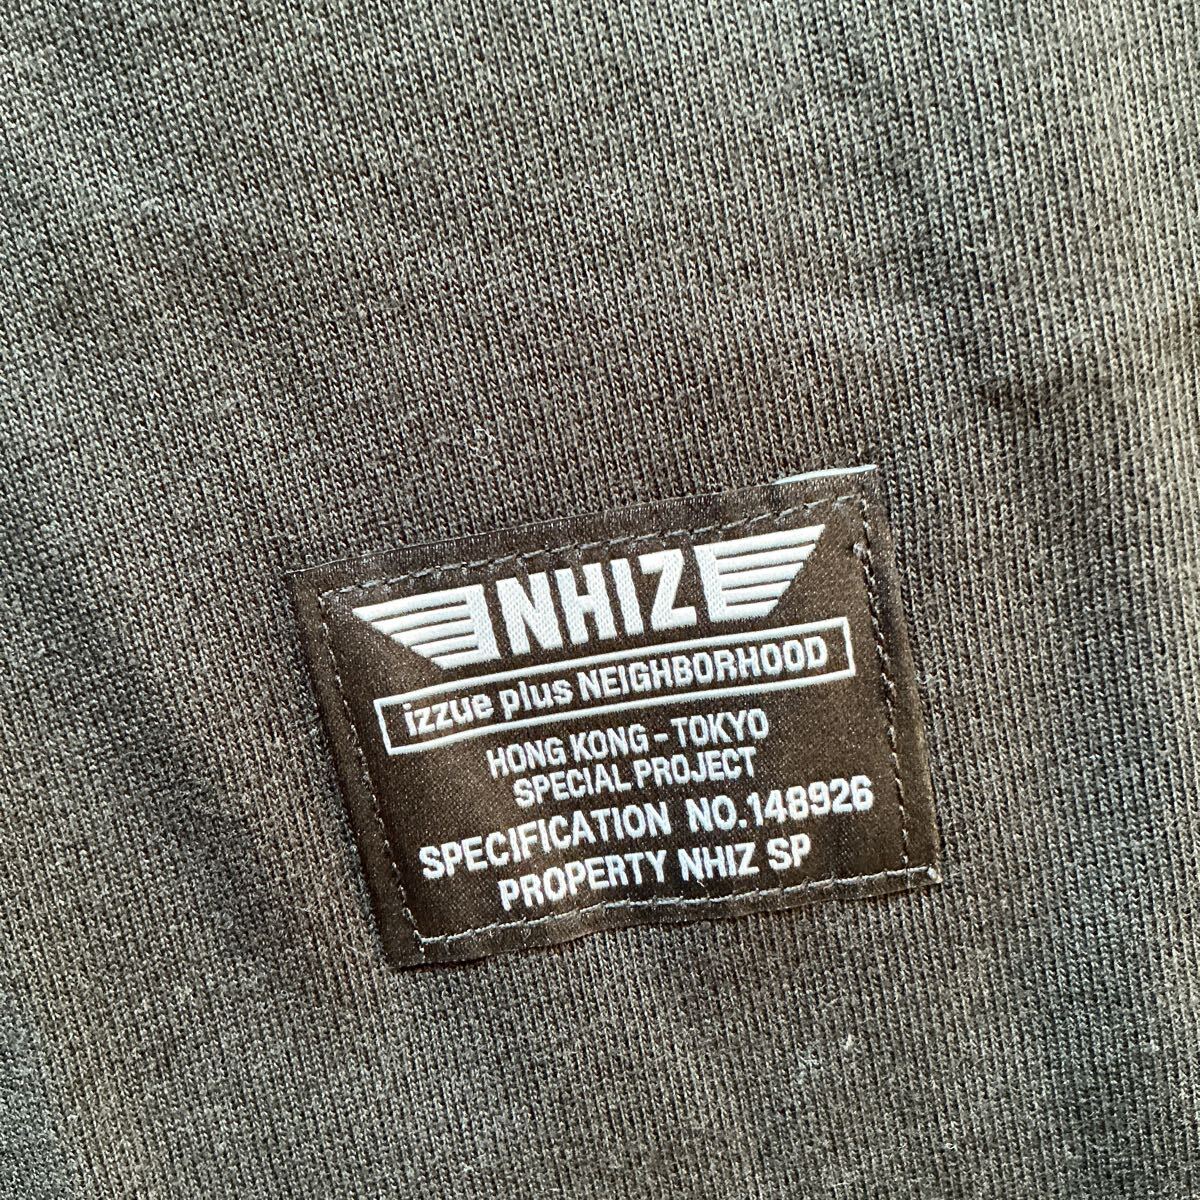 NHIZ
izzue plus NEIGHBORHOOD
HONG KONG - TOKYO
SPECIAL PROJECT
SPECIFICATION NO.148926
PROPERTY NHIZ SP